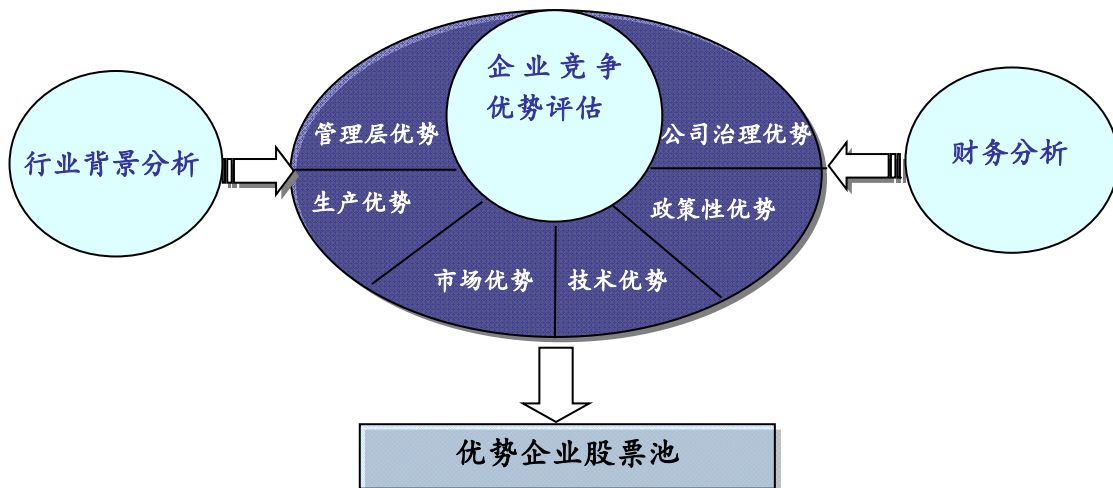 企业竞争
优势评估
管理层优势
公司治理优势
行业背景分析
财务分析
生产优势
政策性优势
市场优势
技术优势
优势企业股票池